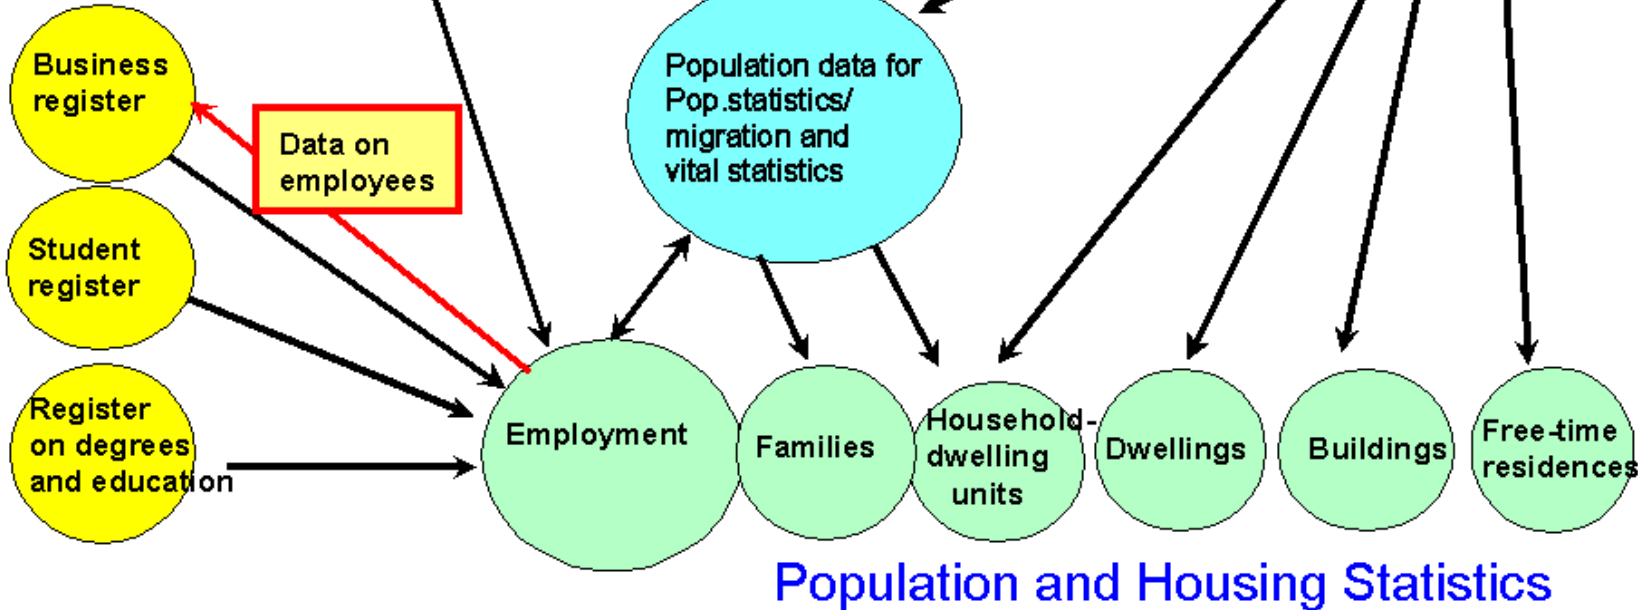 Business
register
Data on
employees
Population data for
Pop.statistics/
migration and
vital statistics
Student
register
Register
on degrees
and education
Employment
Families
Household-
dwelling
units
Dwellings
Buildings
Free-time
residences
Population and Housing Statistics